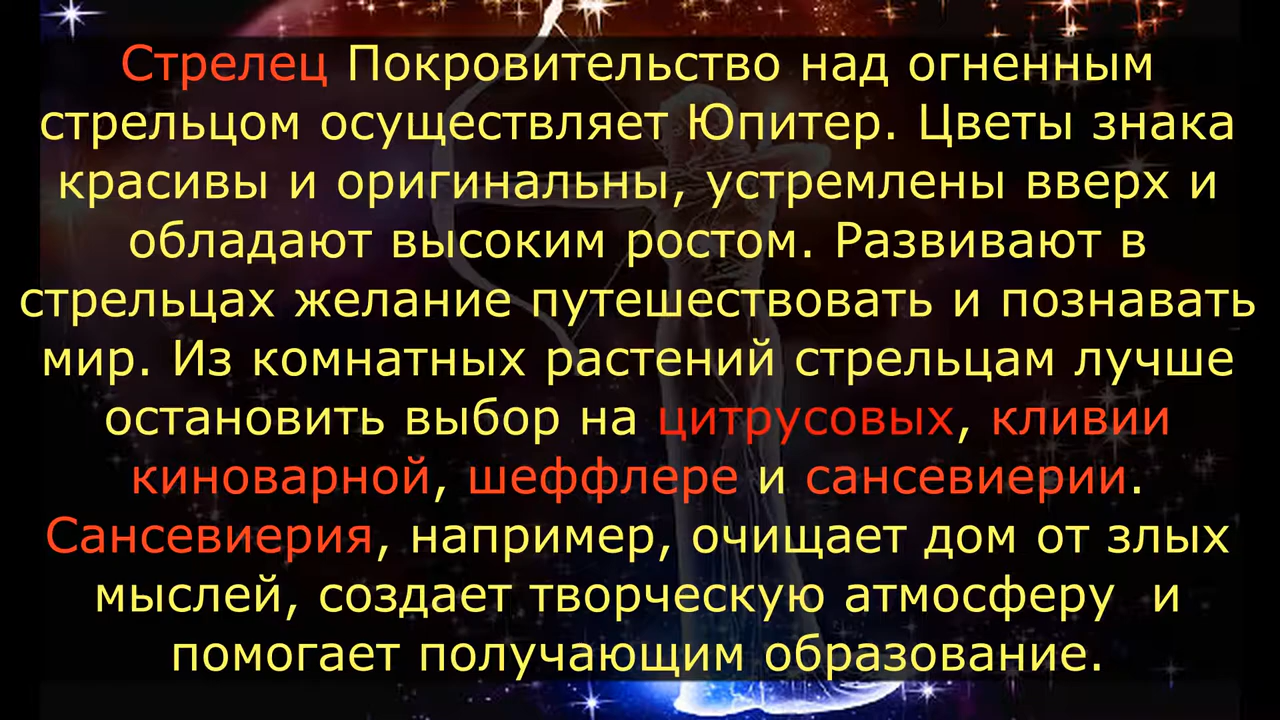 Стрелец Покровительство над огненным
стрельцом осуществляет Юпитер. Цветы знака
красивы и оригинальны, устремлены вверх и
обладают высоким ростом. Развивают в
стрельцах желание путешествовать и познавать
мир. Из комнатных растений стрельцам лучше
остановить выбор на цитрусовых, кливии
киноварной, шеффлере и сансевиерии.
Сансевиерия, например, очищает дом от злых
мыслей, создает творческую атмосферу  и
помогает получающим образование.